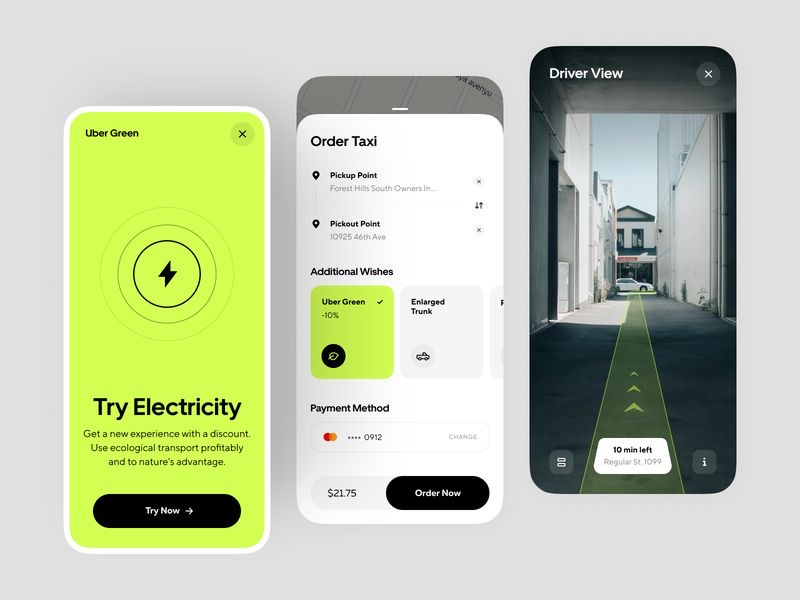 Uber Green
Try Electricity
Get a new experience with a discount.
Use ecological transport profitably
and to nature's advantage.
Try Now →
Order Taxi
Pickup Point
Forest Hills South Owners In...
Pickout Point
10925 46th Ave
Additional Wishes
Uber Green
-10%
Enlarged
Trunk
Payment Method
•••• 0912
CHANGE
$21.75
Order Now
Driver View
10 min left
Regular St. 1099